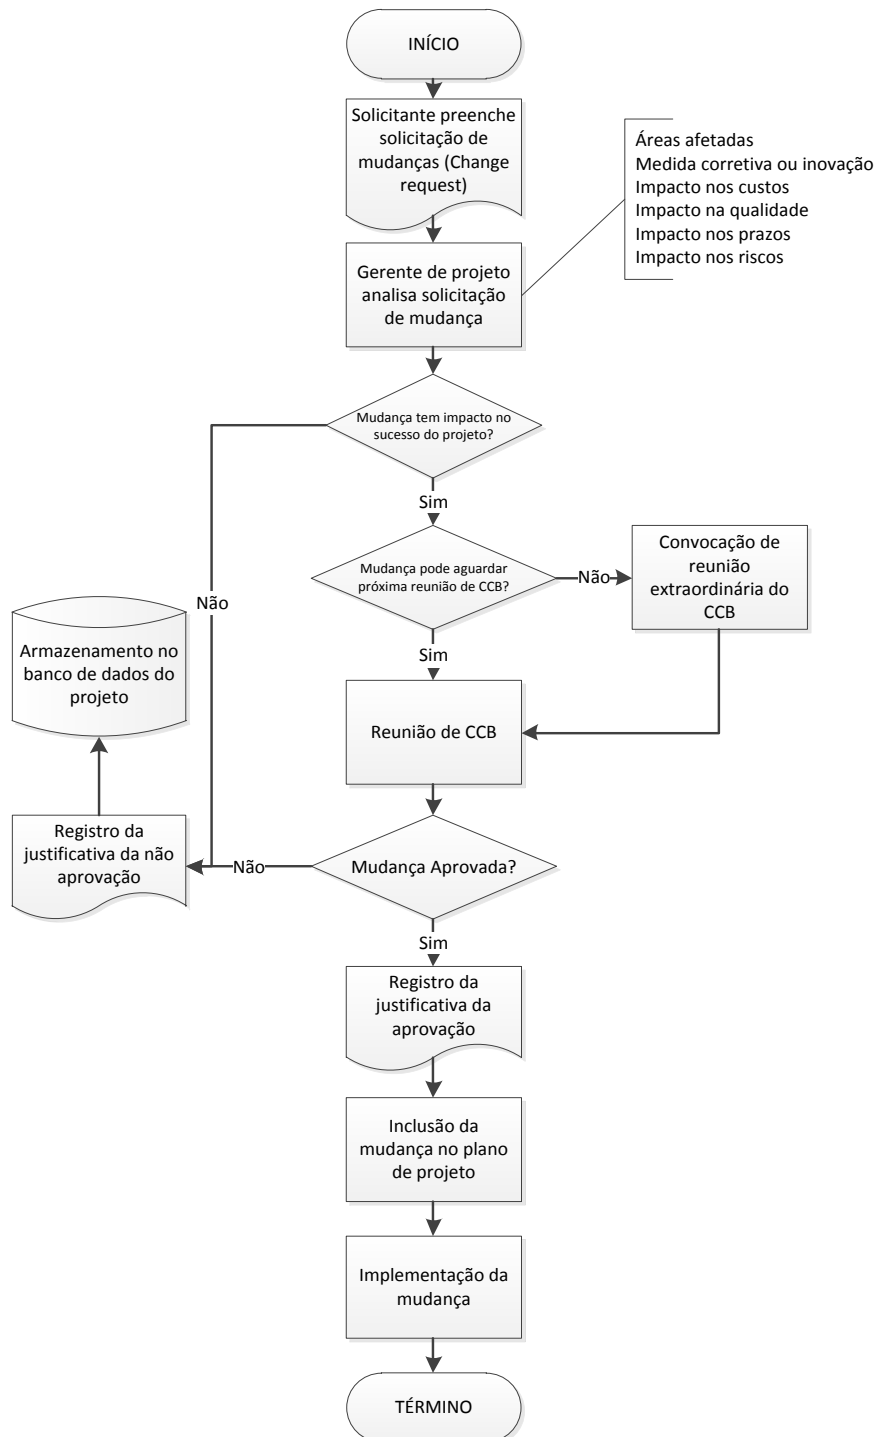 INÍCIO
Solicitante preenche
solicitação de
mudanças (Change
request)
Áreas afetadas
Medida corretiva ou inovação
Impacto nos custos
Impacto na qualidade
Impacto nos prazos
Impacto nos riscos
Gerente de projeto
analisa solicitação
de mudança
Mudança tem impacto no
sucesso do projeto?
Sim
Não
Mudança pode aguardar
próxima reunião de CCB?
Não
Convocação de
reunião
extraordinária do
CCB
Sim
Armazenamento no
banco de dados do
projeto
Reunião de CCB
Mudança Aprovada?
Não
Registro da
justificativa da não
aprovação
Sim
Registro da
justificativa da
aprovação
Inclusão da
mudança no plano
de projeto
Implementação da
mudança
TÉRMINO